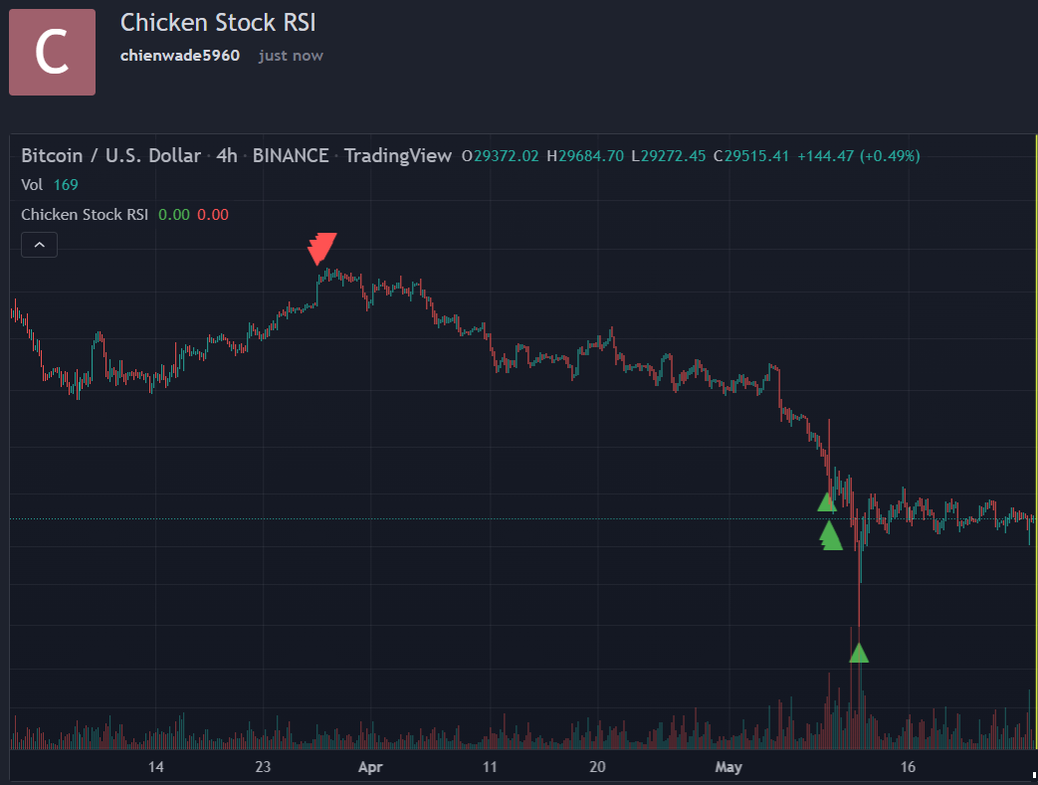 C
Chicken Stock RSI
chienwade5960 just now
Bitcoin / U.S. Dollar · 4h · BINANCE · TradingView O29372.02 H29684.70 L29272.45 C29515.41 +144.47 (+0.49%)
Vol 169
Chicken Stock RSI 0.00 0.00
14 23 Apr 11 20 May 16